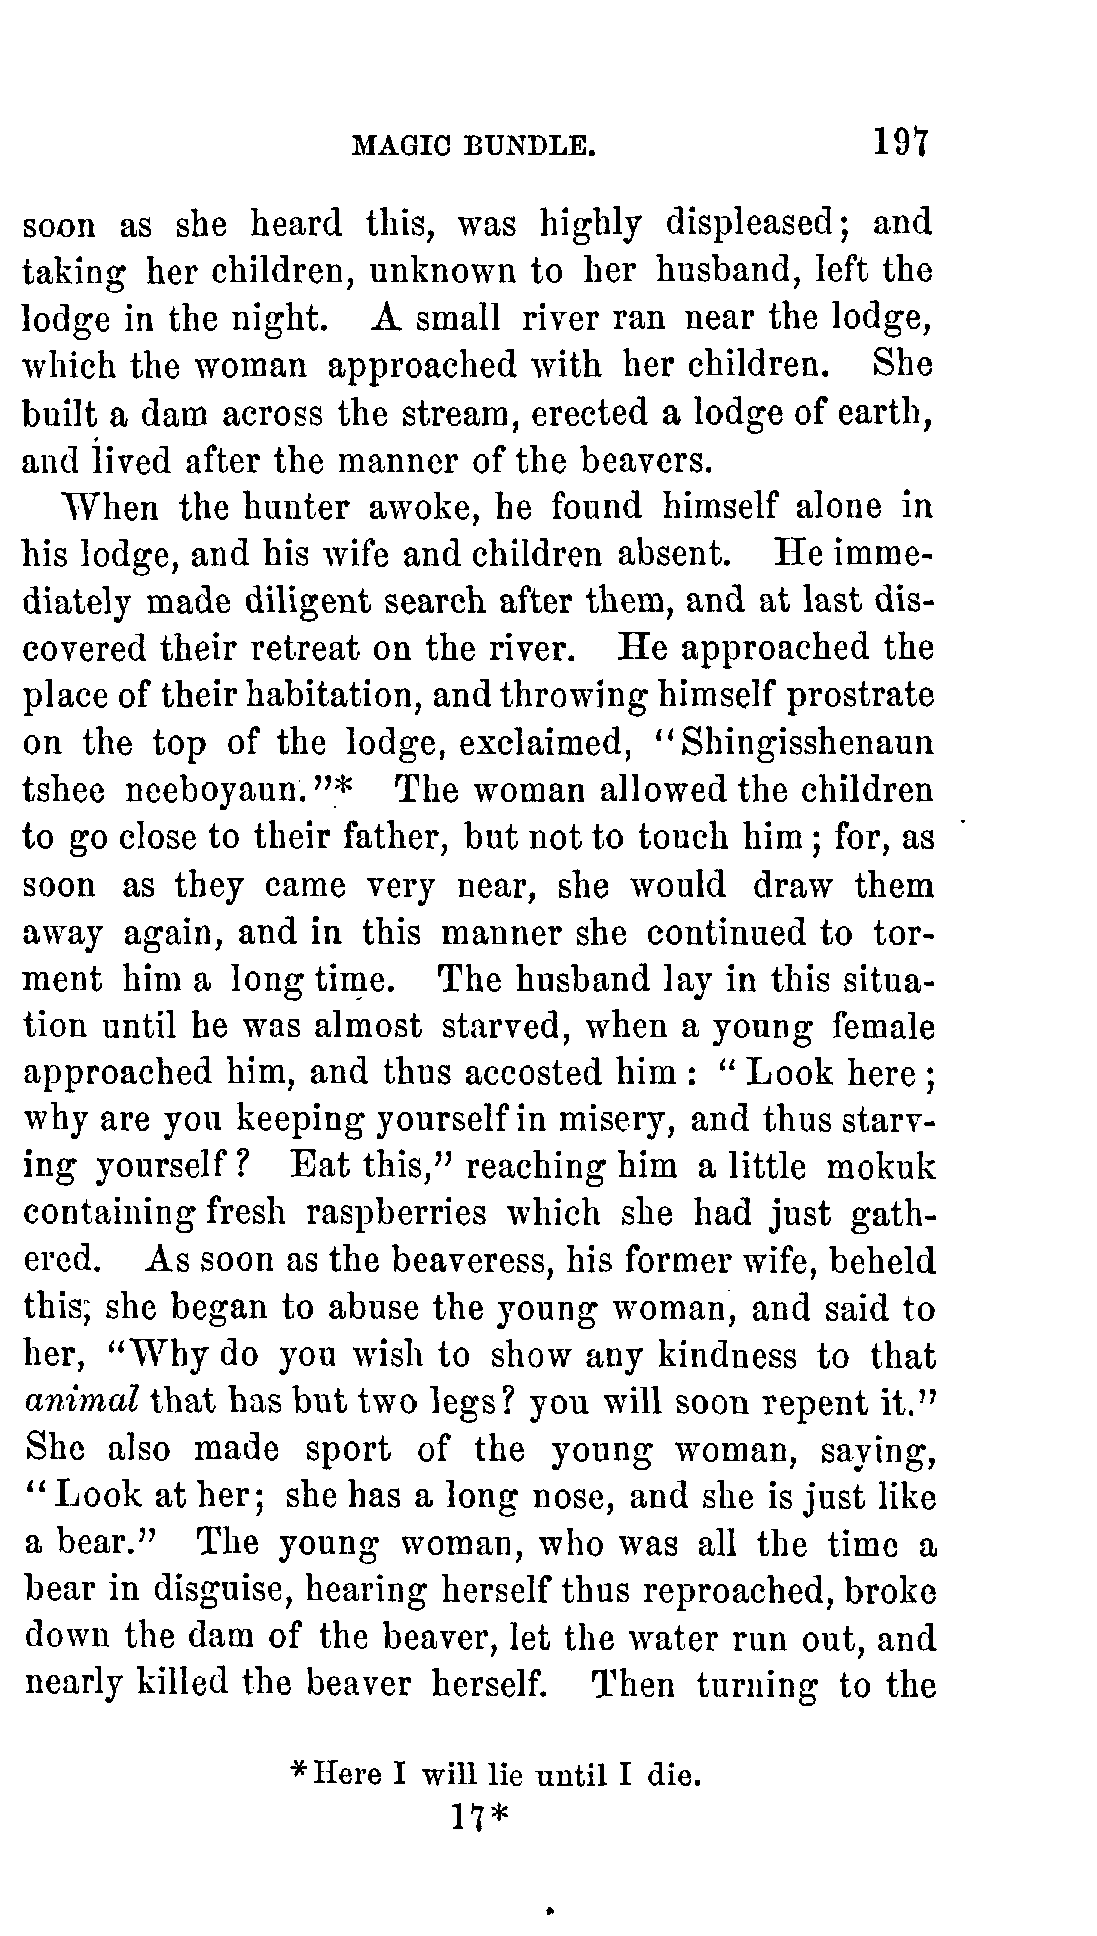 MAGIC BUNDLE. 197
soon as she heard this, was highly displeased; and
taking her children, unknown to her husband, left the
lodge in the night. A small river ran near the lodge,
which the woman approached with her children. She
built a dam across the stream, erected a lodge of earth,
and lived after the manner of the beavers.
When the hunter awoke, he found himself alone in
his lodge, and his wife and children absent. He imme-
diately made diligent search after them, and at last dis-
covered their retreat on the river. He approached the
place of their habitation, and throwing himself prostrate
on the top of the lodge, exclaimed, "Shingisshenaun
tshee neeboyaun."* The woman allowed the children
to go close to their father, but not to touch him; for, as
soon as they came very near, she would draw them
away again, and in this manner she continued to tor-
ment him a long time. The husband lay in this situa-
tion until he was almost starved, when a young female
approached him, and thus accosted him: "Look here;
why are you keeping yourself in misery, and thus starv-
ing yourself? Eat this," reaching him a little mokuk
containing fresh raspberries which she had just gath-
ered. As soon as the beaveress, his former wife, beheld
this, she began to abuse the young woman, and said to
her, "Why do you wish to show any kindness to that
animal that has but two legs? you will soon repent it."
She also made sport of the young woman, saying,
"Look at her; she has a long nose, and she is just like
a bear." The young woman, who was all the time a
bear in disguise, hearing herself thus reproached, broke
down the dam of the beaver, let the water run out, and
nearly killed the beaver herself. Then turning to the
*Here I will lie until I die.
17*